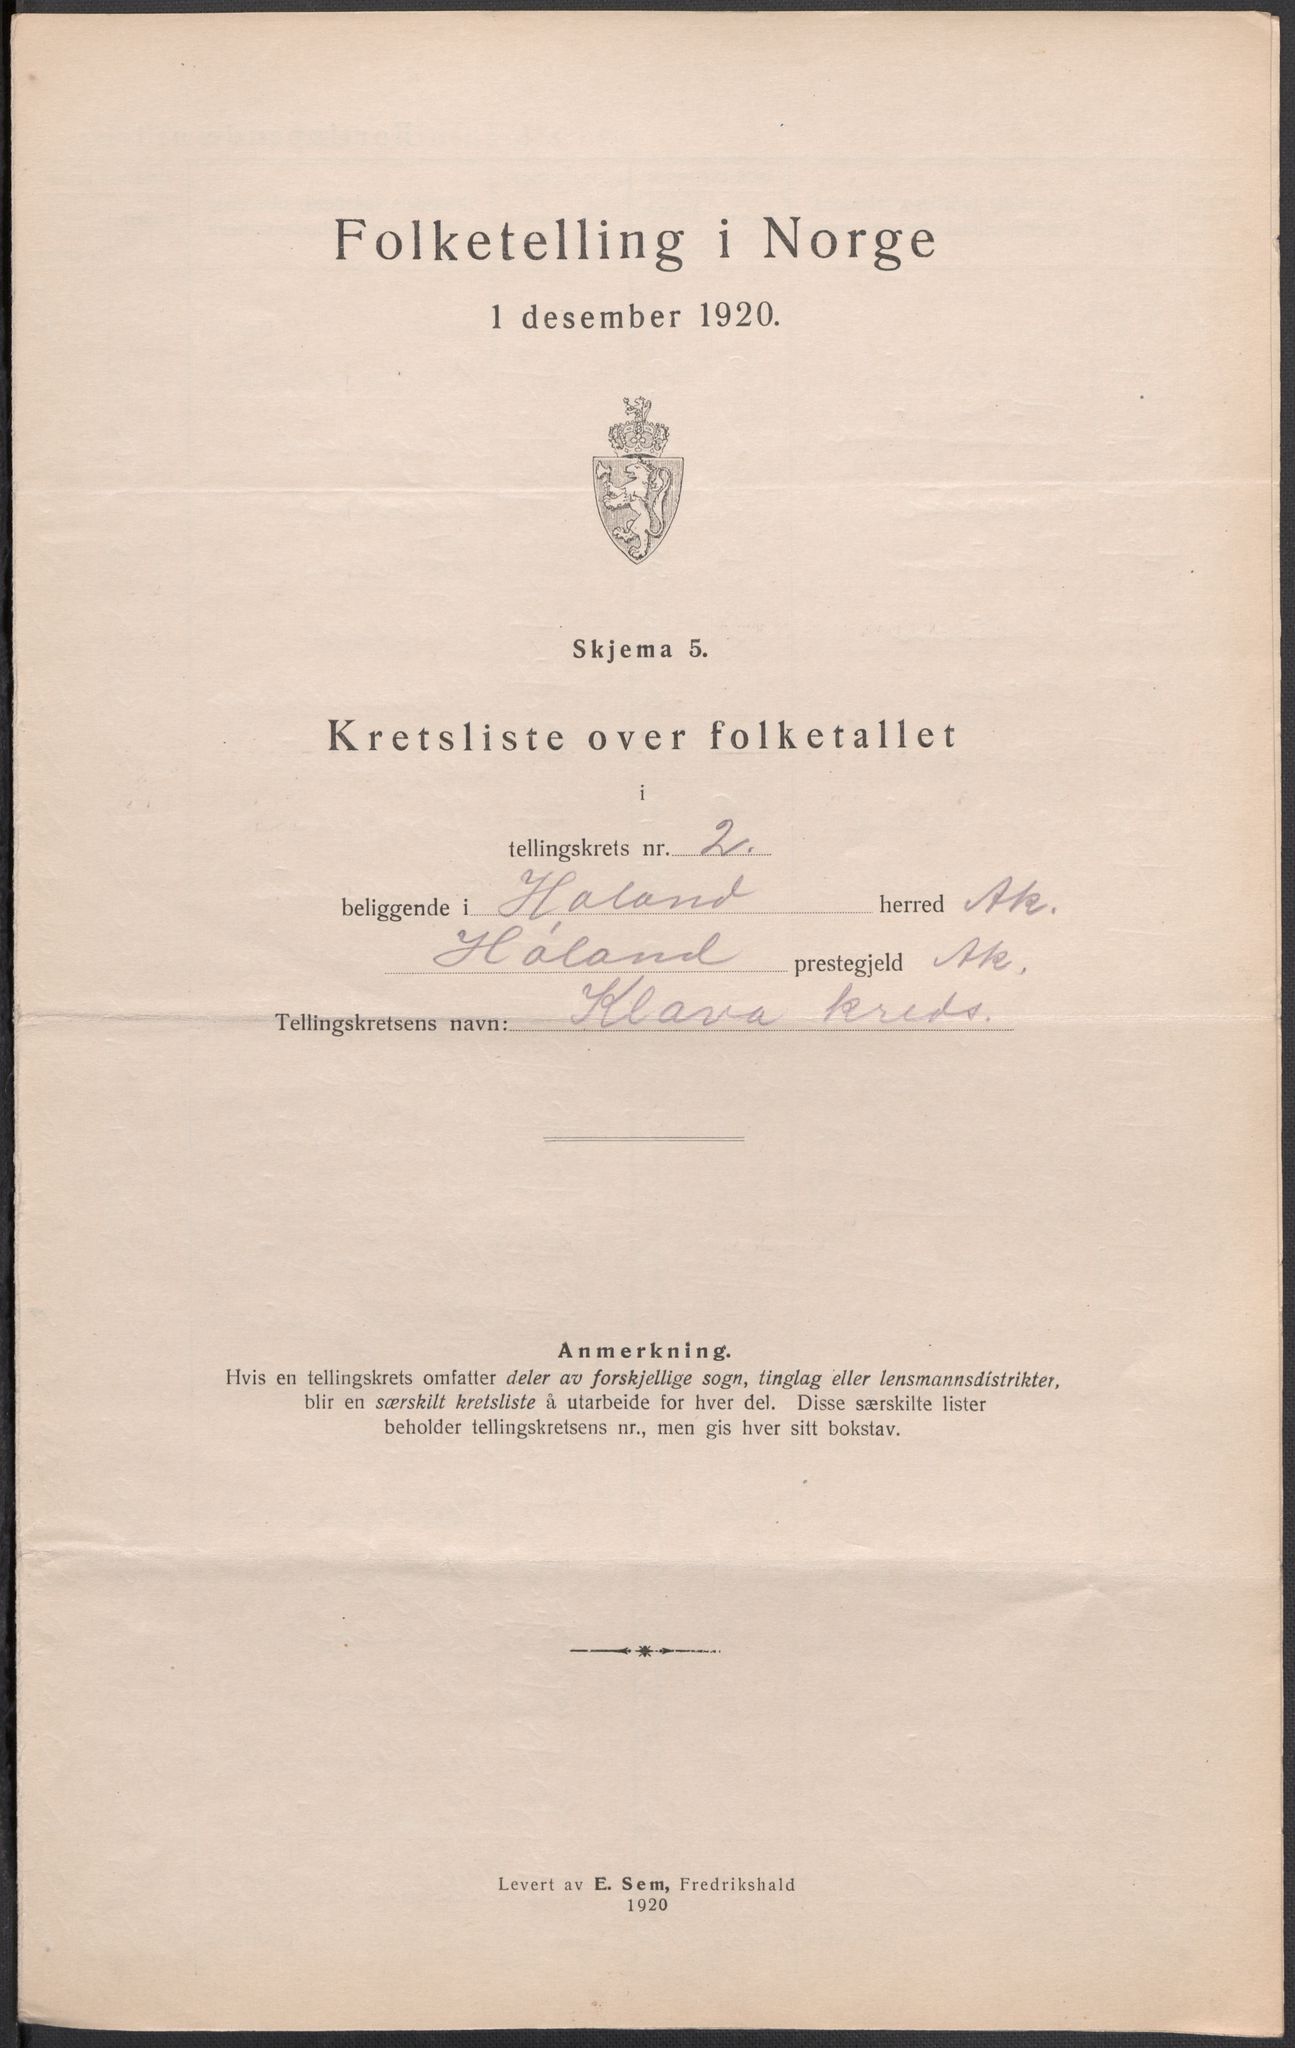 Folketelling i Norge
1 desember 1920.
Skjema 5.
Kretsliste over folketallet
i
tellingskrets nr. 2.
beliggende i Høland herred Ak.
Høland prestegjeld Ak.
Tellingskretsens navn: Klava kreds.
Anmerkning.
Hvis en tellingskrets omfatter deler av forskjellige sogn, tinglag eller lensmannsdistrikter,
blir en særskilt kretsliste å utarbeide for hver del. Disse særskilte lister
beholder tellingskretsens nr., men gis hver sitt bokstav.
Levert av E. Sem, Fredrikshald
1920